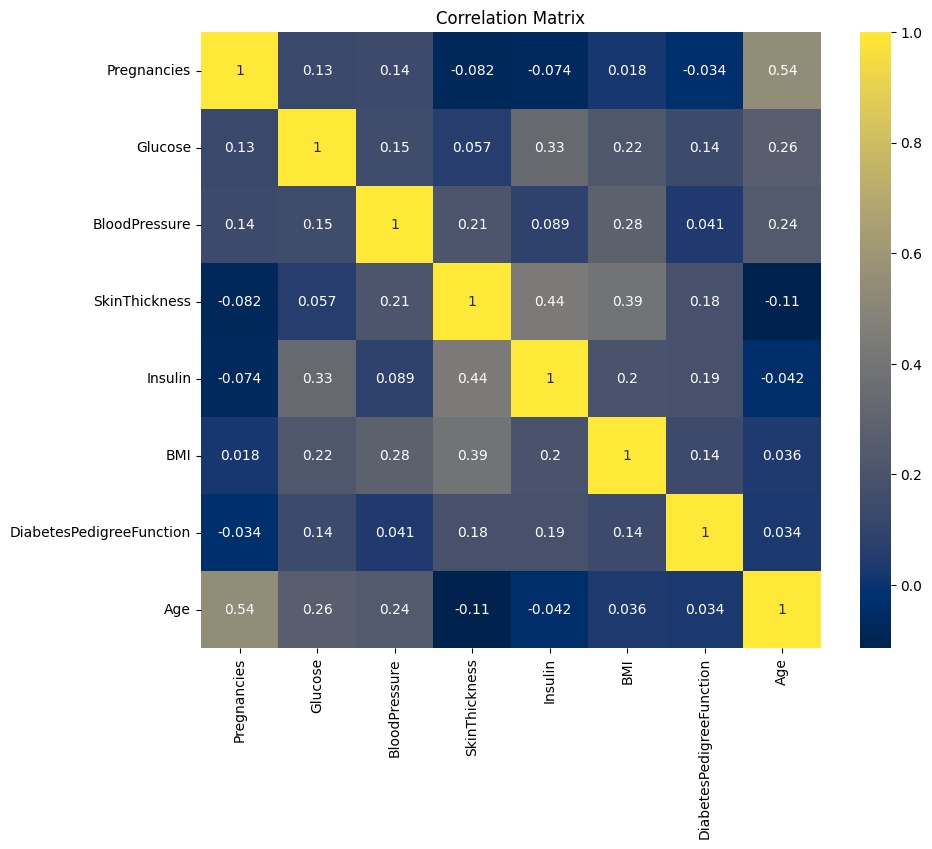 Correlation Matrix
Pregnancies 1 0.13 0.14 -0.082 -0.074 0.018 -0.034 0.54
Glucose 0.13 1 0.15 0.057 0.33 0.22 0.14 0.26
BloodPressure 0.14 0.15 1 0.21 0.089 0.28 0.041 0.24
SkinThickness -0.082 0.057 0.21 1 0.44 0.39 0.18 -0.11
Insulin -0.074 0.33 0.089 0.44 1 0.2 0.19 -0.042
BMI 0.018 0.22 0.28 0.39 0.2 1 0.14 0.036
DiabetesPedigreeFunction -0.034 0.14 0.041 0.18 0.19 0.14 1 0.034
Age 0.54 0.26 0.24 -0.11 -0.042 0.036 0.034 1
Pregnancies
Glucose
BloodPressure
SkinThickness
Insulin
BMI
DiabetesPedigreeFunction
Age
1.0
0.8
0.6
0.4
0.2
0.0